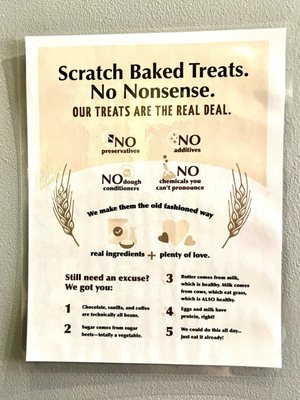 Scratch Baked Treats.
No Nonsense.
OUR TREATS ARE THE REAL DEAL.
NO
preservatives
NO
additives
NO dough
conditioners
NO
chemicals you
can't pronounce
We make them the old fashioned way
real ingredients + plenty of love.
Still need an excuse?
We got you:
1 Chocolate, vanilla, and coffee
are technically all beans.
2 Sugar comes from sugar
beets—totally a vegetable.
3 Butter comes from milk,
which is healthy. Milk comes
from cows, which eat grass,
which is ALSO healthy.
4 Eggs and milk have
protein, right?
5 We could do this all day...
just eat it already!